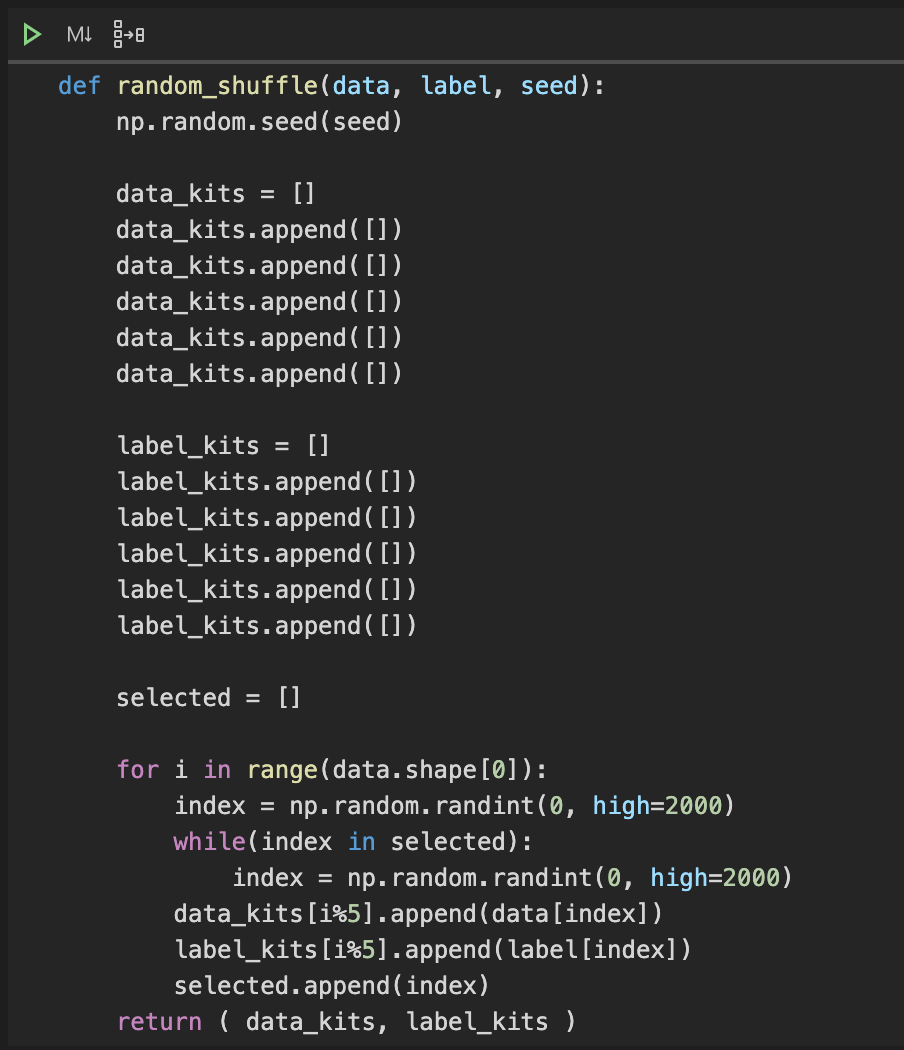 M↓
def random_shuffle(data, label, seed):
    np.random.seed(seed)

    data_kits = []
    data_kits.append([])
    data_kits.append([])
    data_kits.append([])
    data_kits.append([])
    data_kits.append([])

    label_kits = []
    label_kits.append([])
    label_kits.append([])
    label_kits.append([])
    label_kits.append([])
    label_kits.append([])

    selected = []

    for i in range(data.shape[0]):
        index = np.random.randint(0, high=2000)
        while(index in selected):
            index = np.random.randint(0, high=2000)
        data_kits[i%5].append(data[index])
        label_kits[i%5].append(label[index])
        selected.append(index)
    return ( data_kits, label_kits )